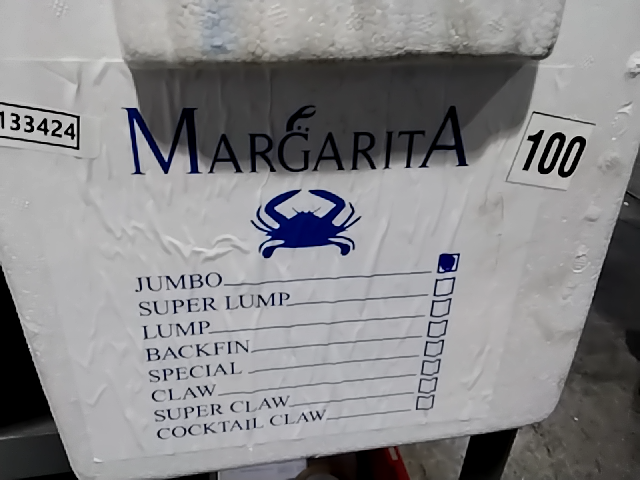 133424
MARGARITA
100
JUMBO
SUPER LUMP
LUMP
BACKFIN
SPECIAL
CLAW
SUPER CLAW
COCKTAIL CLAW